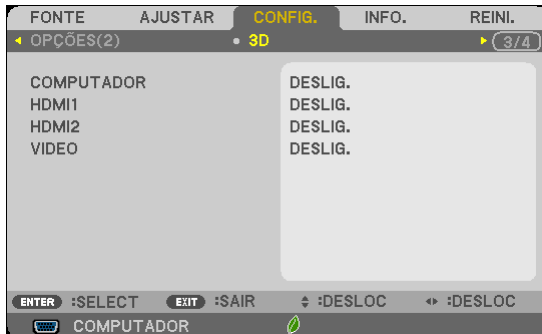 FONTE AJUSTAR CONFIG. INFO. REINI.
OPÇÕES(2) 3D 3/4
COMPUTADOR DESLIG.
HDMI1 DESLIG.
HDMI2 DESLIG.
VIDEO DESLIG.
ENTER :SELECT EXIT :SAIR :DESLOC :DESLOC
COMPUTADOR